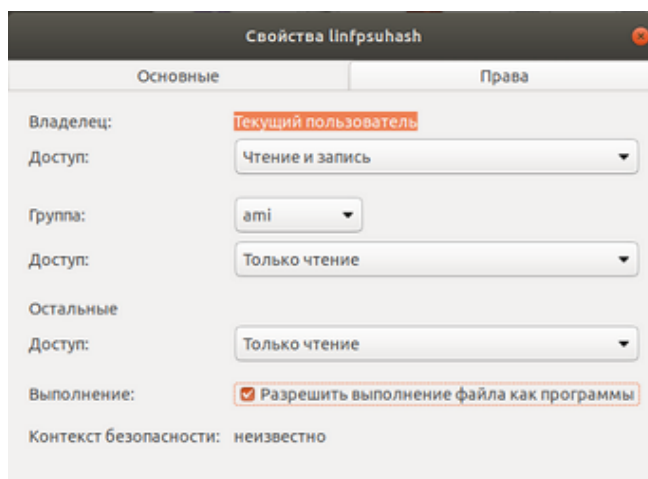 Свойства linfpsuhash
Основные Права
Владелец: Текущий пользователь
Доступ: Чтение и запись
Группа: ami
Доступ: Только чтение
Остальные
Доступ: Только чтение
Выполнение: Разрешить выполнение файла как программы
Контекст безопасности: неизвестно